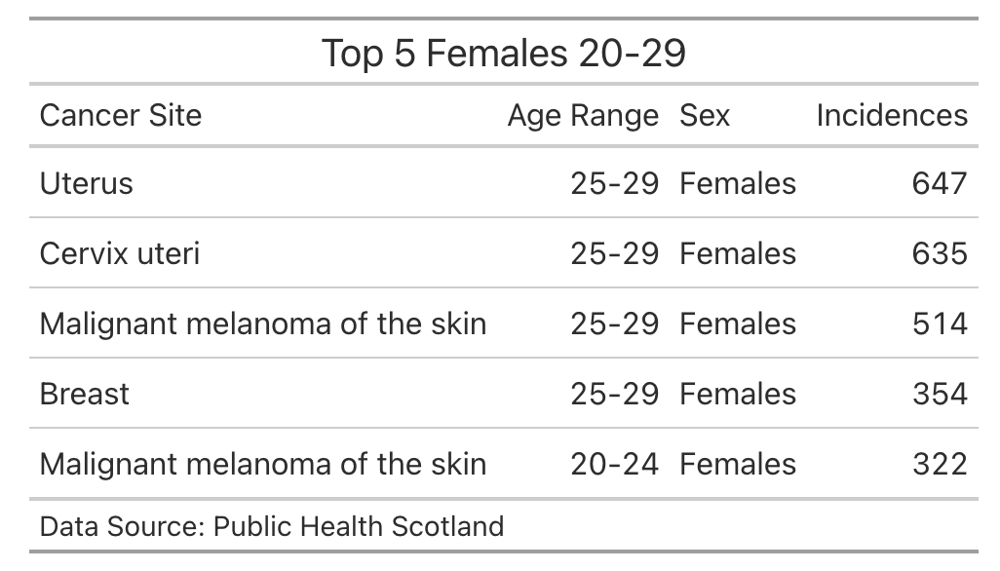 Top 5 Females 20-29
Cancer Site Age Range Sex Incidences
Uterus 25-29 Females 647
Cervix uteri 25-29 Females 635
Malignant melanoma of the skin 25-29 Females 514
Breast 25-29 Females 354
Malignant melanoma of the skin 20-24 Females 322
Data Source: Public Health Scotland